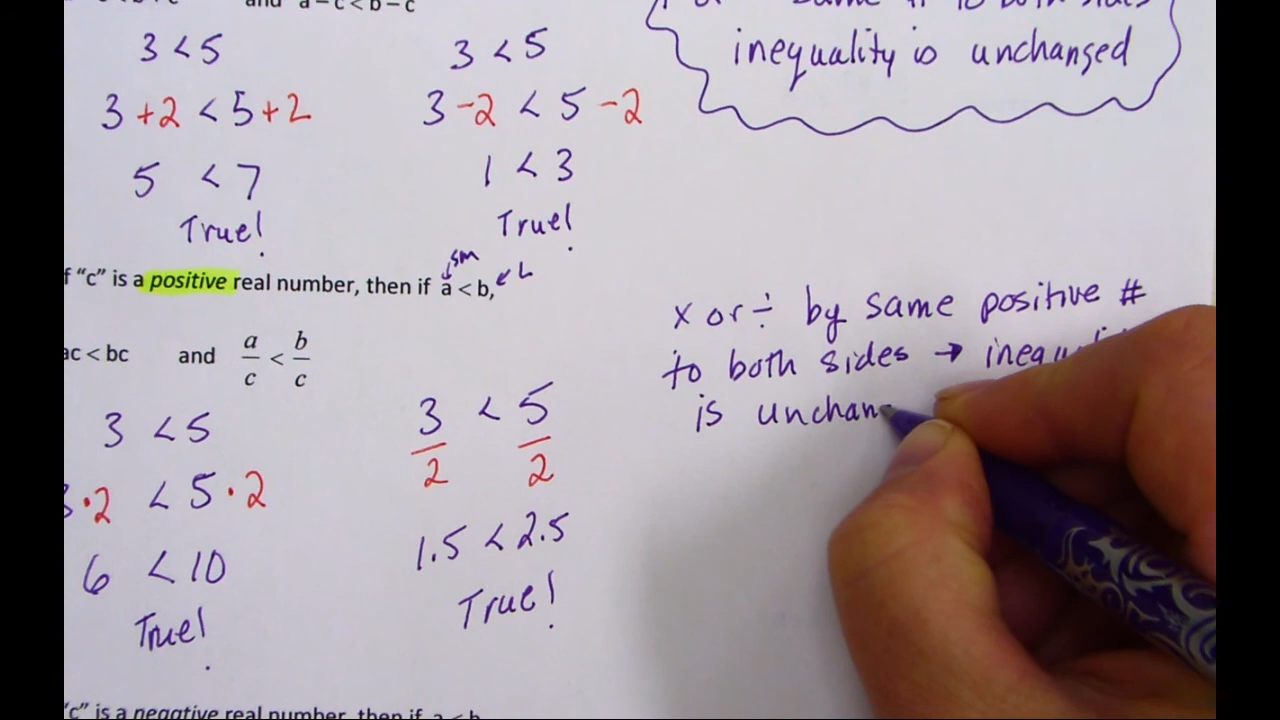 and a – c < b – c
3 < 5
3 < 5
inequality is unchanged
3 +2 < 5 +2
3 -2 < 5 -2
5 < 7
1 < 3
True!
True!
sm
L
"c" is a positive real number, then if a < b,
x or ÷ by same positive #
to both sides → inequali
is unchan
ac < bc and a/c < b/c
3 < 5
3/2 < 5/2
·2 < 5 · 2
6 < 10
1.5 < 2.5
True!
True!
"c" is a negative real number, then if a < b